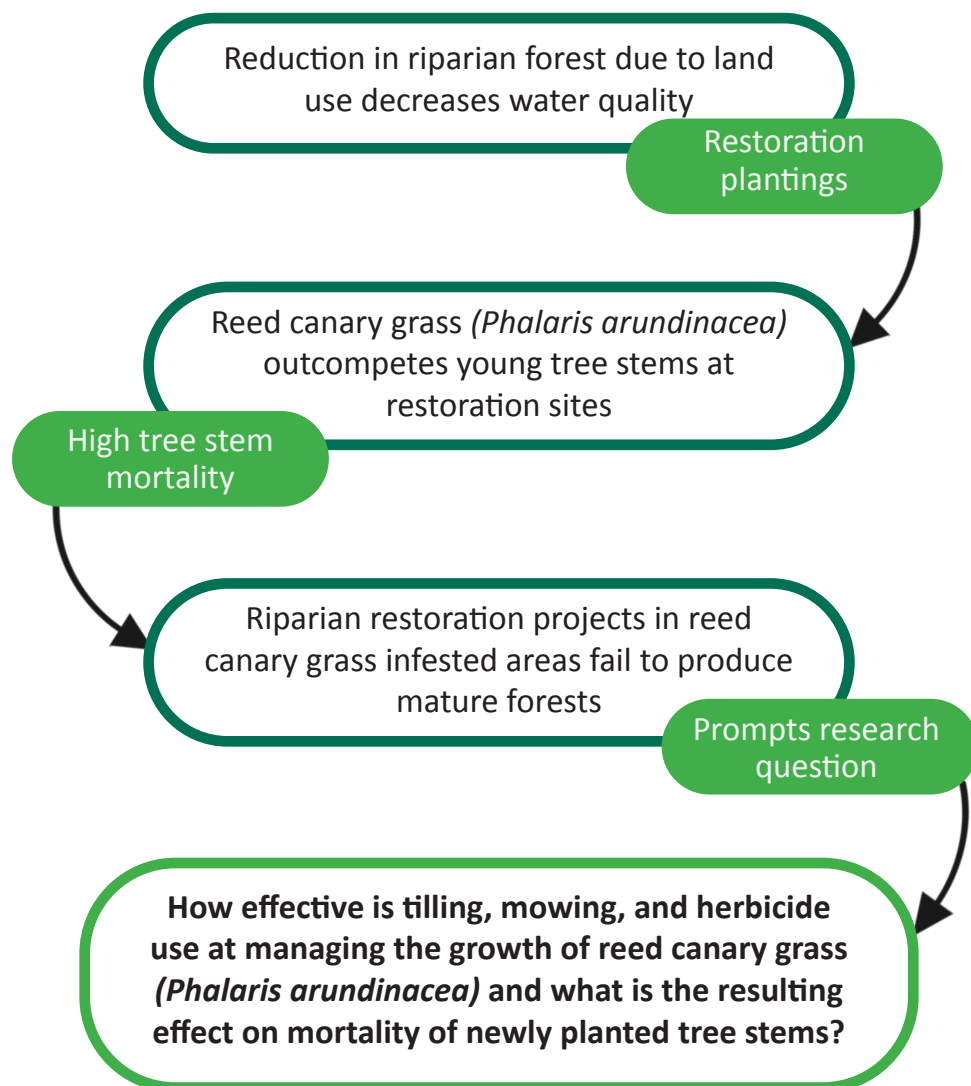 Reduction in riparian forest due to land
use decreases water quality
Restoration
plantings
Reed canary grass (Phalaris arundinacea)
outcompetes young tree stems at
restoration sites
High tree stem
mortality
Riparian restoration projects in reed
canary grass infested areas fail to produce
mature forests
Prompts research
question
How effective is tilling, mowing, and herbicide
use at managing the growth of reed canary grass
(Phalaris arundinacea) and what is the resulting
effect on mortality of newly planted tree stems?